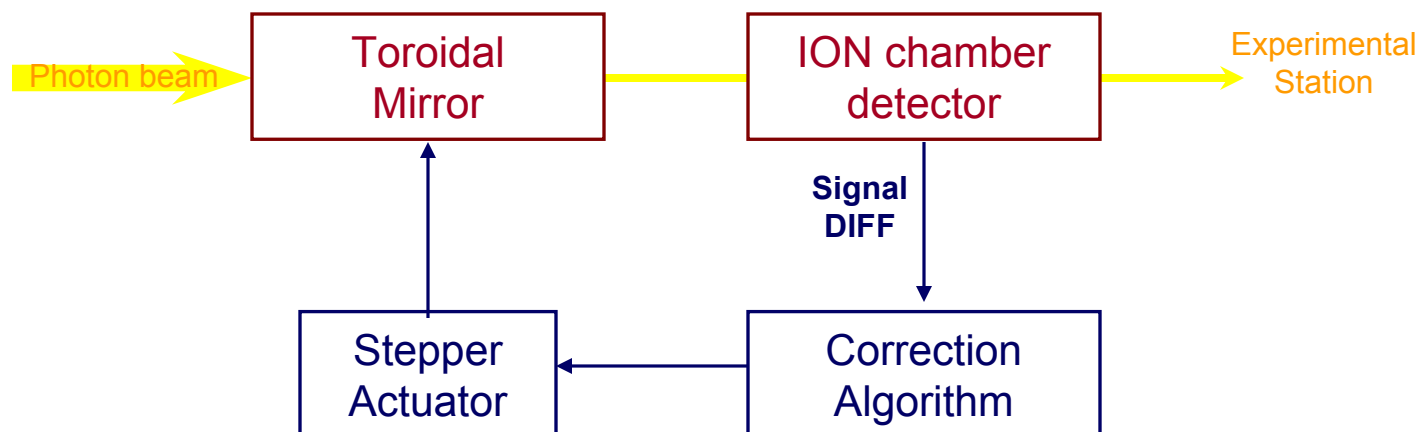 Photon beam
Toroidal
Mirror
ION chamber
detector
Experimental
Station
Signal
DIFF
Stepper
Actuator
Correction
Algorithm